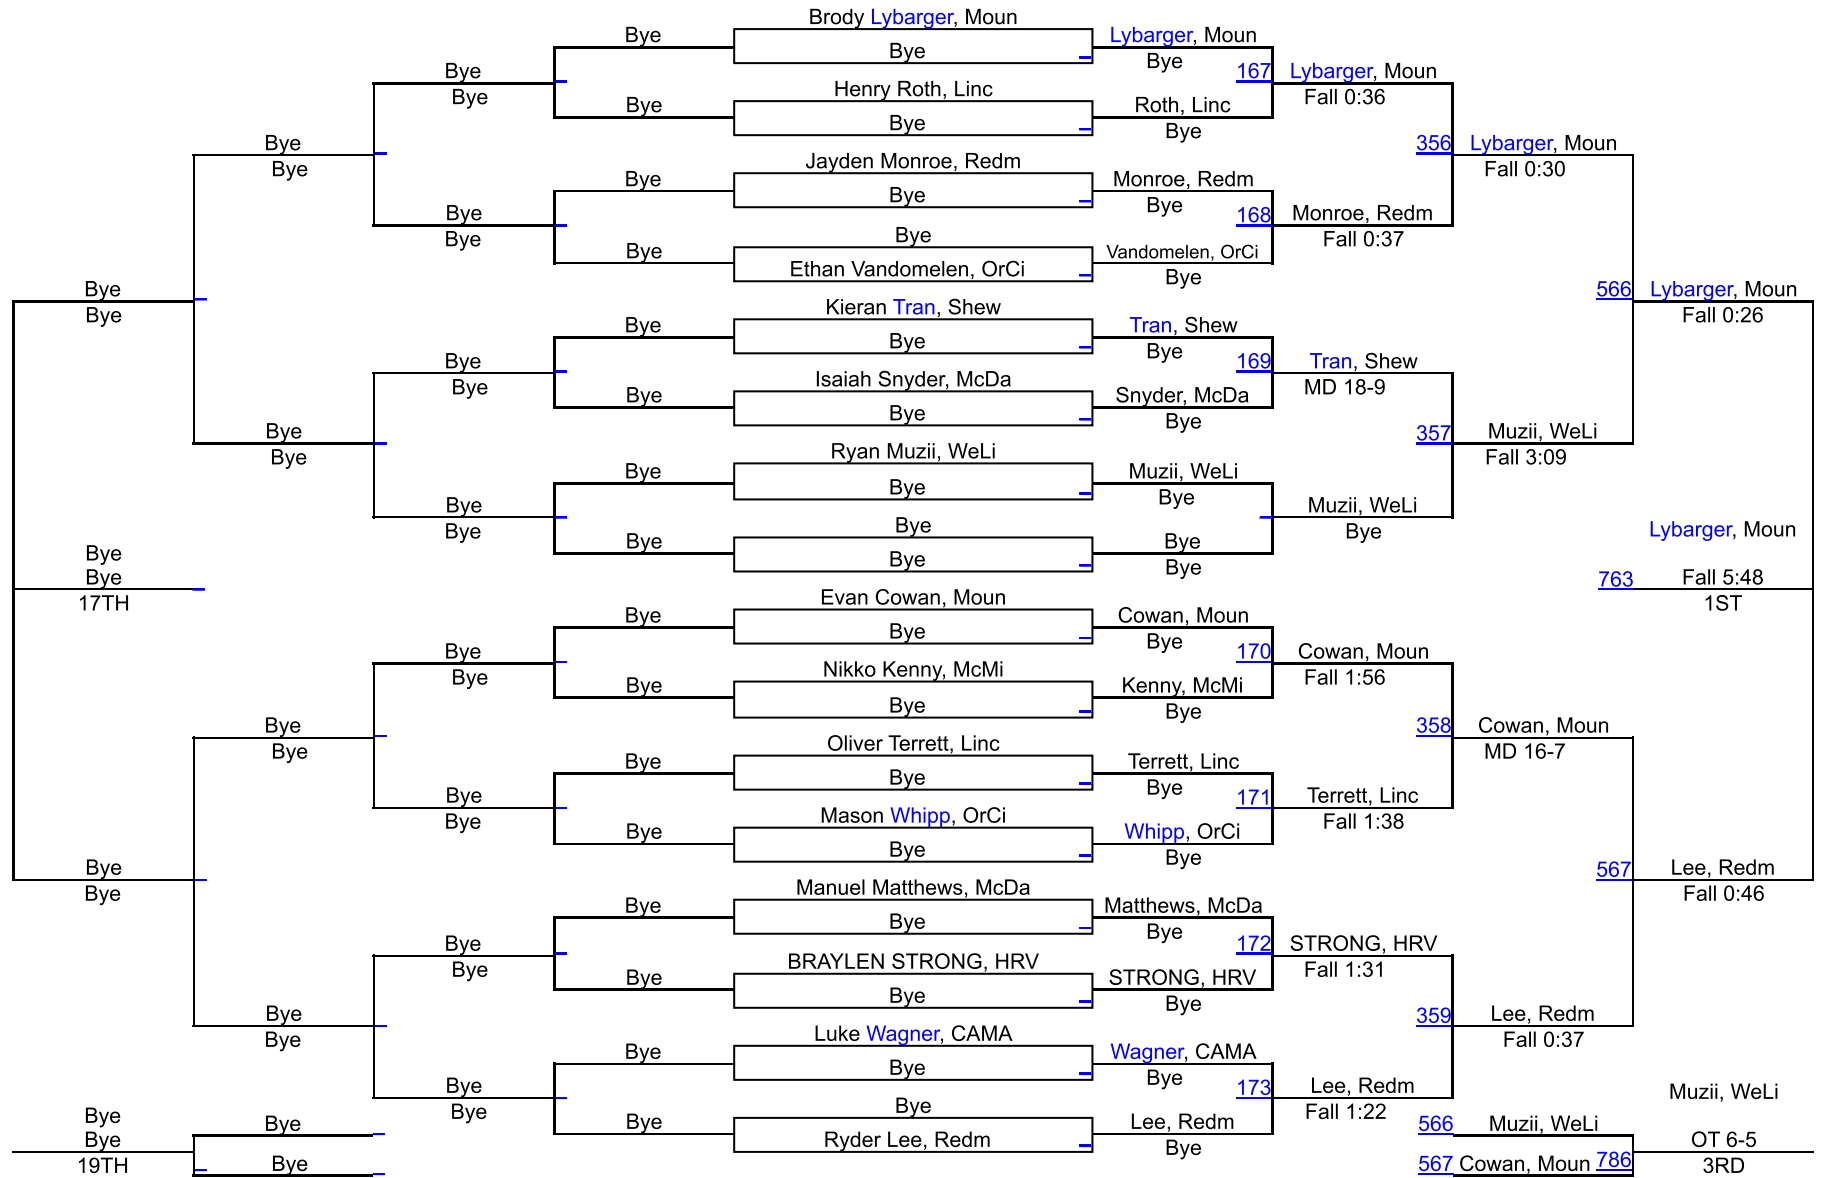 Brody Lybarger, Moun
Bye Bye Lybarger, Moun
Bye
Bye 167 Lybarger, Moun
Bye Henry Roth, Linc Fall 0:36
Bye Bye Roth, Linc
Bye
Bye 356 Lybarger, Moun
Bye Jayden Monroe, Redm Fall 0:30
Bye Bye Monroe, Redm
Bye
Bye 168 Monroe, Redm
Bye Bye Fall 0:37
Bye Ethan Vandomelen, OrCi Vandomelen, OrCi
Bye
Bye 566 Lybarger, Moun
Bye Kieran Tran, Shew Fall 0:26
Bye Bye Tran, Shew
Bye
Bye 169 Tran, Shew
Bye Isaiah Snyder, McDa MD 18-9
Bye Bye Snyder, McDa
Bye
Bye 357 Muzii, WeLi
Bye Ryan Muzii, WeLi Fall 3:09
Bye Bye Muzii, WeLi
Bye
Bye Muzii, WeLi
Bye Bye Bye
Bye Bye Bye
Bye
Lybarger, Moun
Bye
Bye 763 Fall 5:48
17TH 1ST
Evan Cowan, Moun
Bye Bye Cowan, Moun
Bye
Bye 170 Cowan, Moun
Bye Nikko Kenny, McMi Fall 1:56
Bye Bye Kenny, McMi
Bye
Bye 358 Cowan, Moun
Bye Oliver Terrett, Linc MD 16-7
Bye Bye Terrett, Linc
Bye
Bye 171 Terrett, Linc
Bye Mason Whipp, OrCi Fall 1:38
Bye Bye Whipp, OrCi
Bye
Bye 567 Lee, Redm
Bye Manuel Matthews, McDa Fall 0:46
Bye Bye Matthews, McDa
Bye
Bye 172 STRONG, HRV
Bye BRAYLEN STRONG, HRV Fall 1:31
Bye Bye STRONG, HRV
Bye
Bye 359 Lee, Redm
Bye Luke Wagner, CAMA Fall 0:37
Bye Bye Wagner, CAMA
Bye
Bye 173 Lee, Redm
Bye Bye Fall 1:22
Bye Ryder Lee, Redm Lee, Redm
Bye
Muzii, WeLi
Bye Bye 566 Muzii, WeLi
Bye OT 6-5
19TH Bye 567 Cowan, Moun 786 3RD